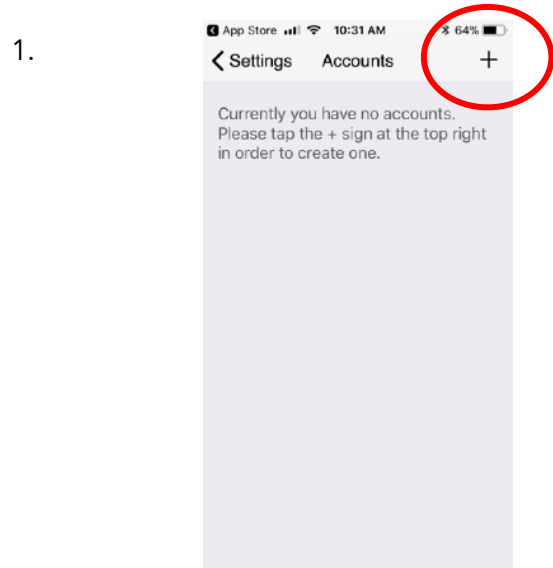 1.
App Store 10:31 AM 64%
Settings Accounts +
Currently you have no accounts.
Please tap the + sign at the top right
in order to create one.